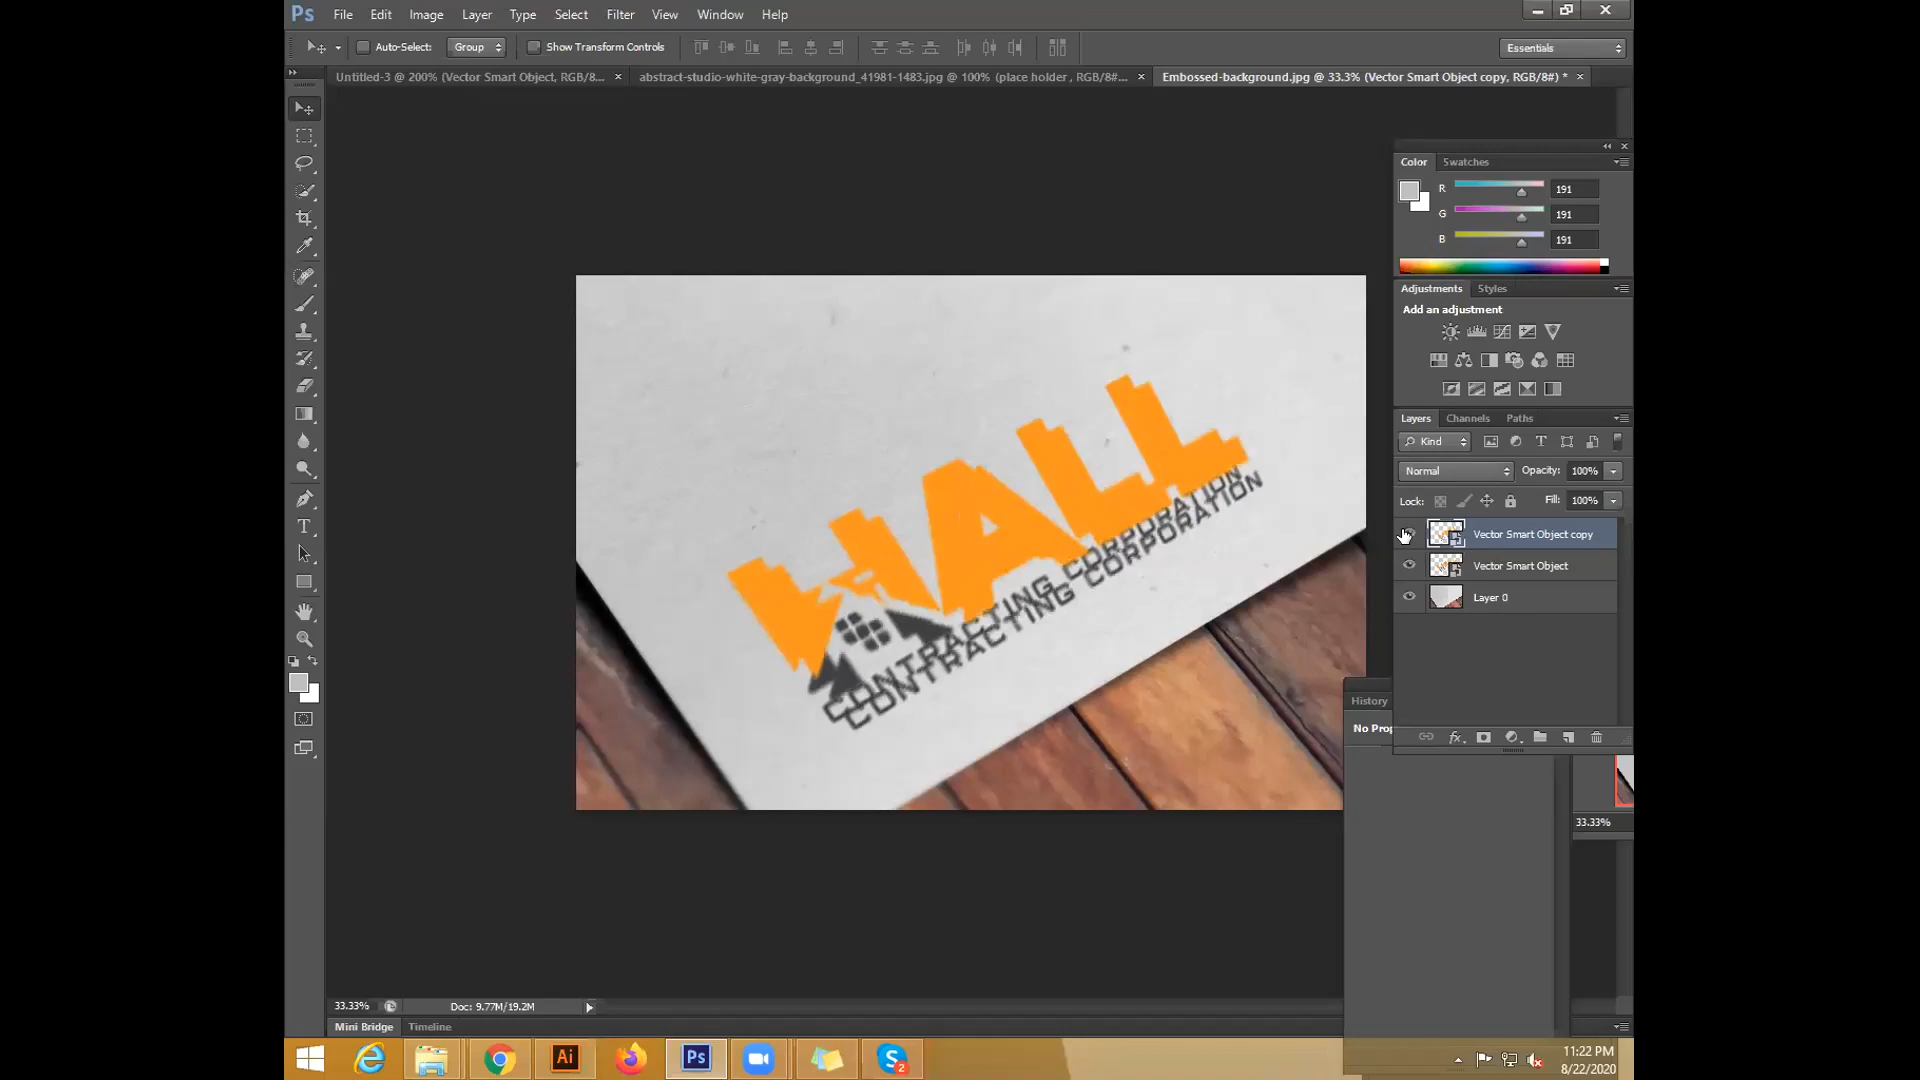 Ps File Edit Image Layer Type Select Filter View Window Help
Auto-Select: Group Show Transform Controls Essentials
Untitled-3 @ 200% (Vector Smart Object, RGB/8... × abstract-studio-white-gray-background_41981-1483.jpg @ 100% (place holder , RGB/8#... × Embossed-background.jpg @ 33.3% (Vector Smart Object copy, RGB/8#) * ×
Color Swatches
R 191
G 191
B 191
Adjustments Styles
Add an adjustment
Layers Channels Paths
Kind
Normal Opacity: 100%
Lock: Fill: 100%
Vector Smart Object copy
Vector Smart Object
Layer 0
HALL
CONTRACTING CORPORATION
CONTRACTING CORPORATION
History
No Prop
33.33%
33.33% Doc: 9.77M/19.2M
Mini Bridge Timeline
Ai Ps 2
11:22 PM
8/22/2020